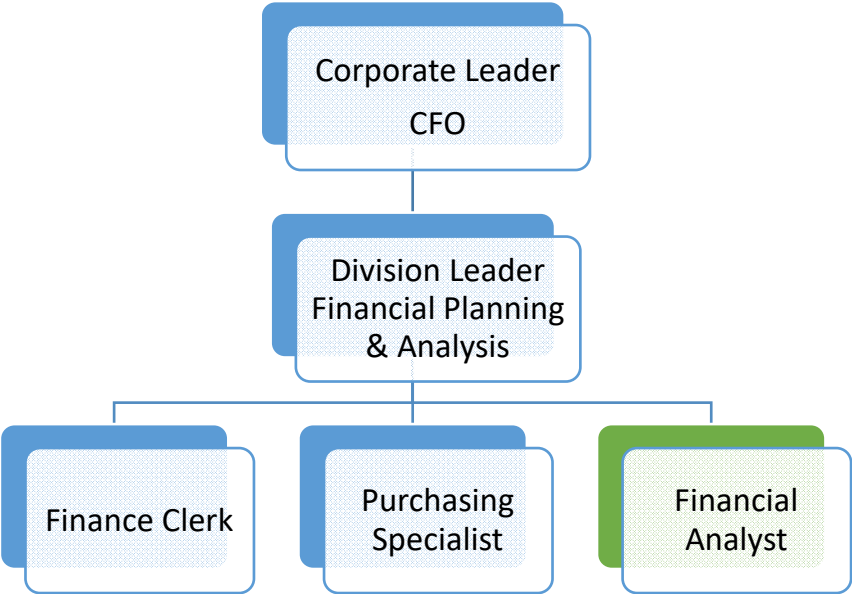 Corporate Leader
CFO
Division Leader
Financial Planning
& Analysis
Finance Clerk
Purchasing
Specialist
Financial
Analyst